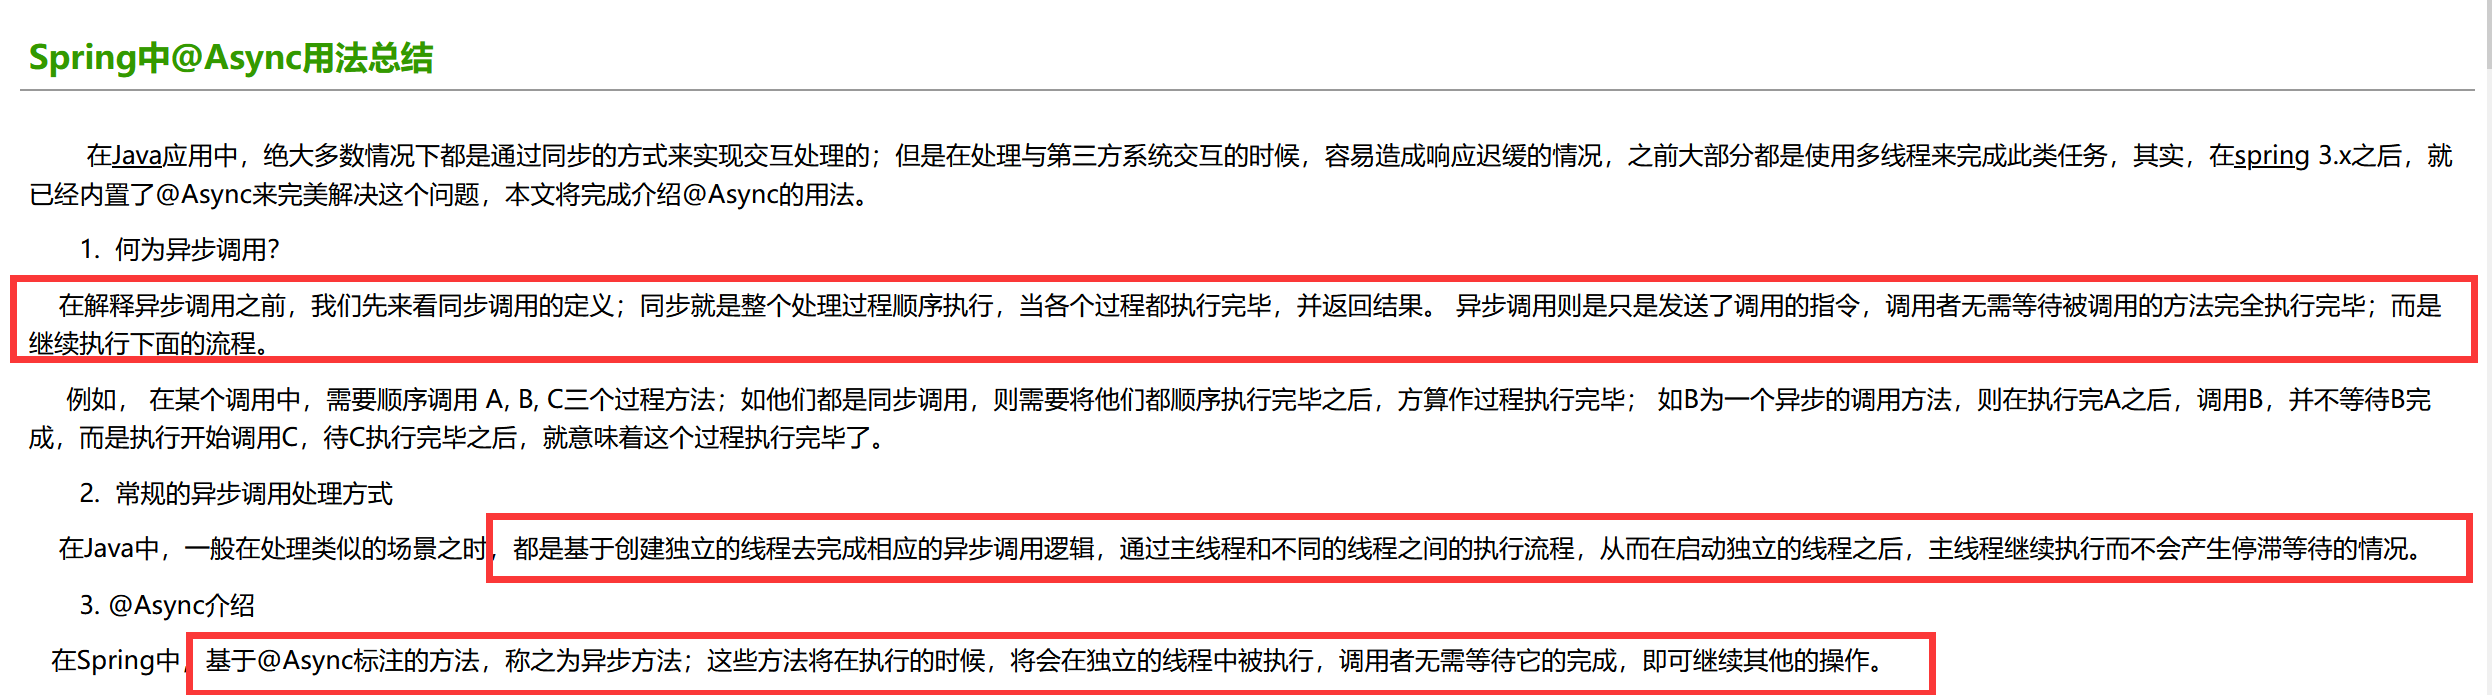 Spring中@Async用法总结
在Java应用中，绝大多数情况下都是通过同步的方式来实现交互处理的；但是在处理与第三方系统交互的时候，容易造成响应迟缓的情况，之前大部分都是使用多线程来完成此类任务，其实，在spring 3.x之后，就
已经内置了@Async来完美解决这个问题，本文将完成介绍@Async的用法。
1. 何为异步调用？
在解释异步调用之前，我们先来看同步调用的定义；同步就是整个处理过程顺序执行，当各个过程都执行完毕，并返回结果。 异步调用则是只是发送了调用的指令，调用者无需等待被调用的方法完全执行完毕；而是
继续执行下面的流程。
例如， 在某个调用中，需要顺序调用 A, B, C三个过程方法；如他们都是同步调用，则需要将他们都顺序执行完毕之后，方算作过程执行完毕； 如B为一个异步的调用方法，则在执行完A之后，调用B，并不等待B完
成，而是执行开始调用C，待C执行完毕之后，就意味着这个过程执行完毕了。
2. 常规的异步调用处理方式
在Java中，一般在处理类似的场景之时，都是基于创建独立的线程去完成相应的异步调用逻辑，通过主线程和不同的线程之间的执行流程，从而在启动独立的线程之后，主线程继续执行而不会产生停滞等待的情况。
3. @Async介绍
在Spring中，基于@Async标注的方法，称之为异步方法；这些方法将在执行的时候，将会在独立的线程中被执行，调用者无需等待它的完成，即可继续其他的操作。